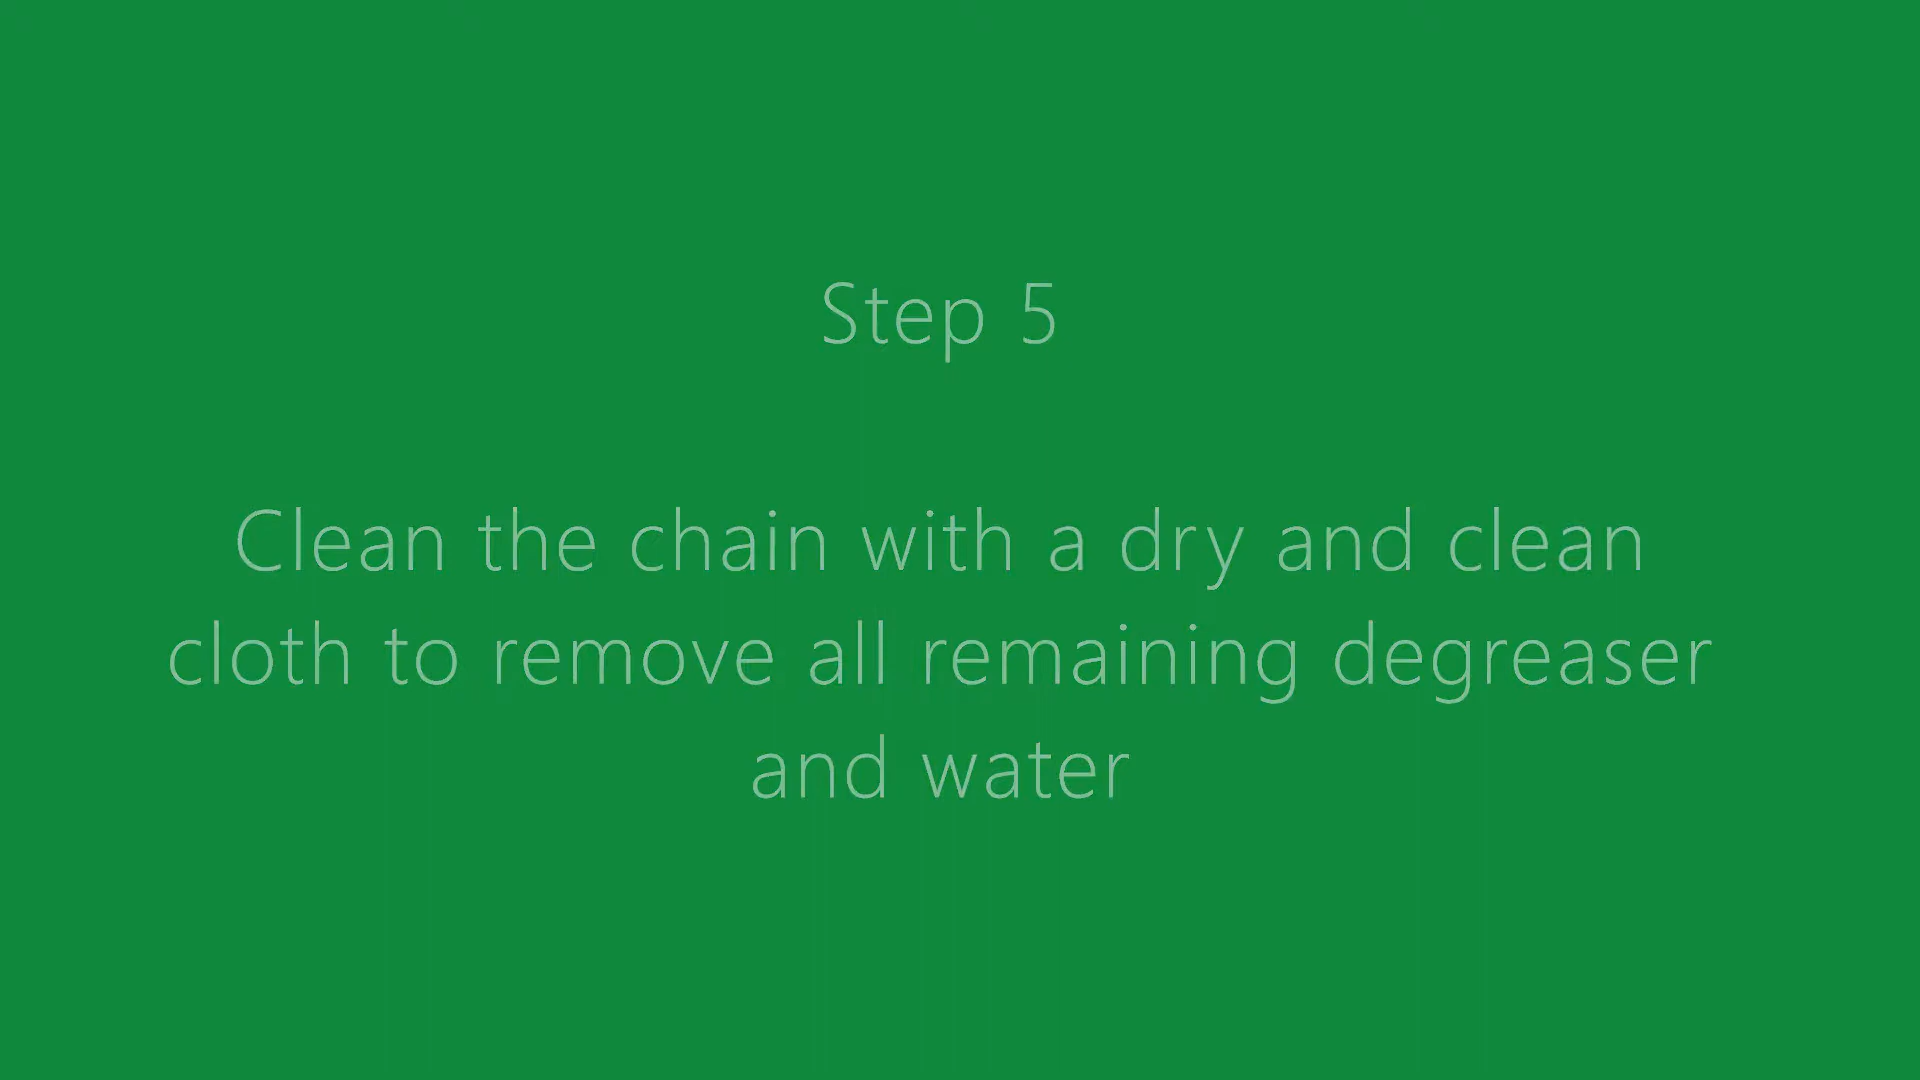 Step 5
Clean the chain with a dry and clean
cloth to remove all remaining degreaser
and water